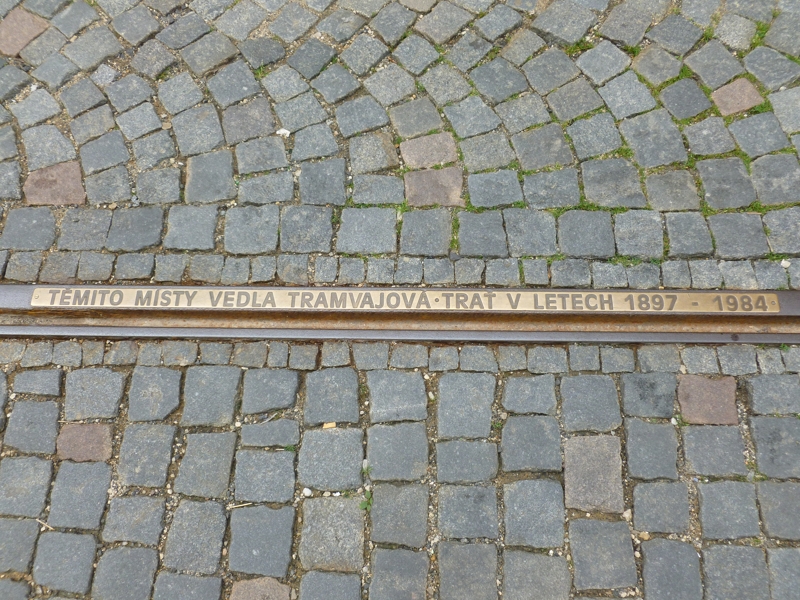 TĚMITO MÍSTY VEDLA TRAMVAJOVÁ·TRAŤ V LETECH 1897 - 1984